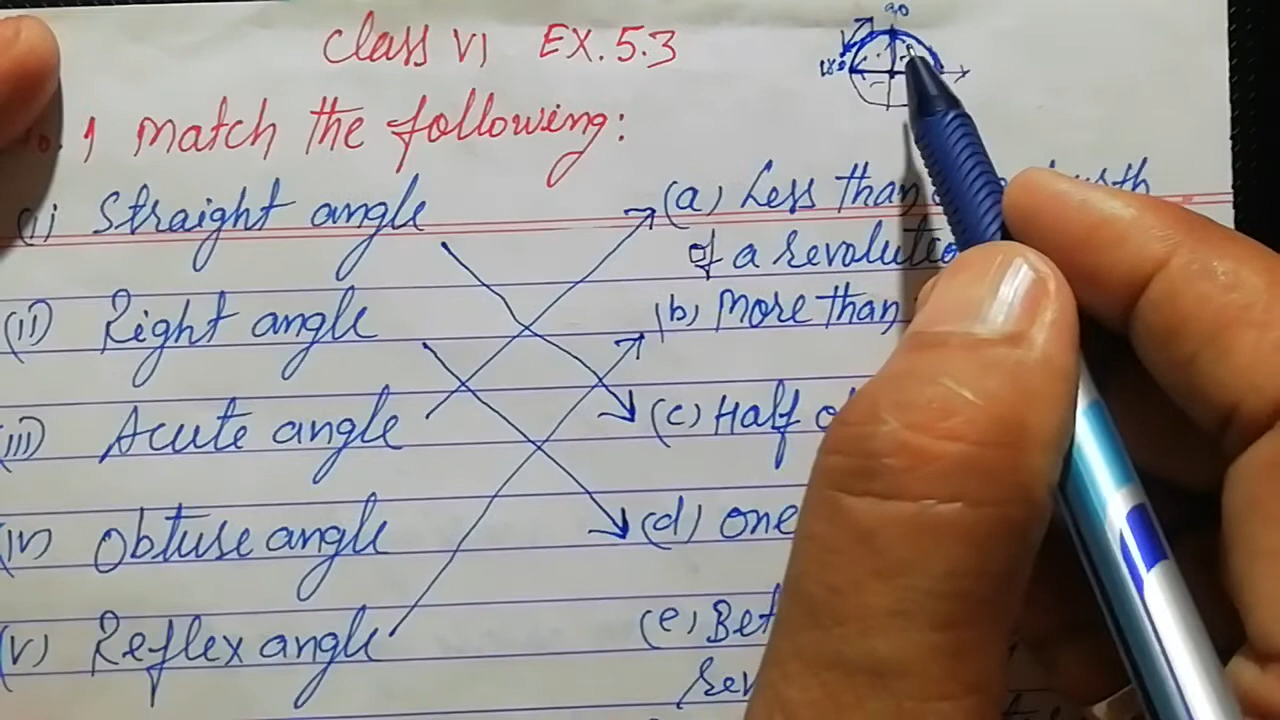 Class VI EX. 5.3
1 Match the following:
(i) Straight angle
(a) Less than
of a revolution
(ii) Right angle
(b) More than
(iii) Acute angle
(c) Half
(iv) Obtuse angle
(d) One
(v) Reflex angle
(e)
90
180